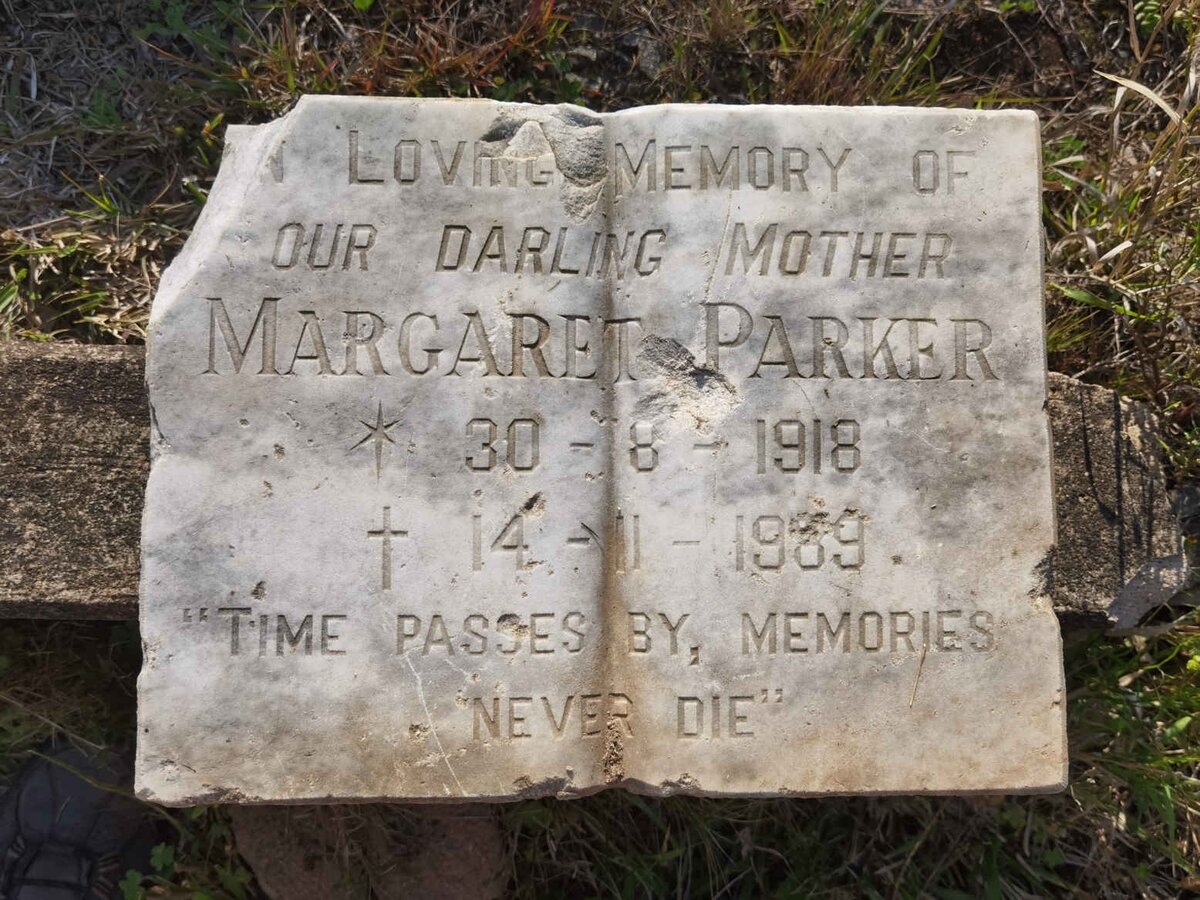 N LOVING MEMORY OF
OUR DARLING MOTHER
MARGARET PARKER
30 - 8 - 1918
† 14 - 11 - 1989
"TIME PASSES BY, MEMORIES
NEVER DIE"